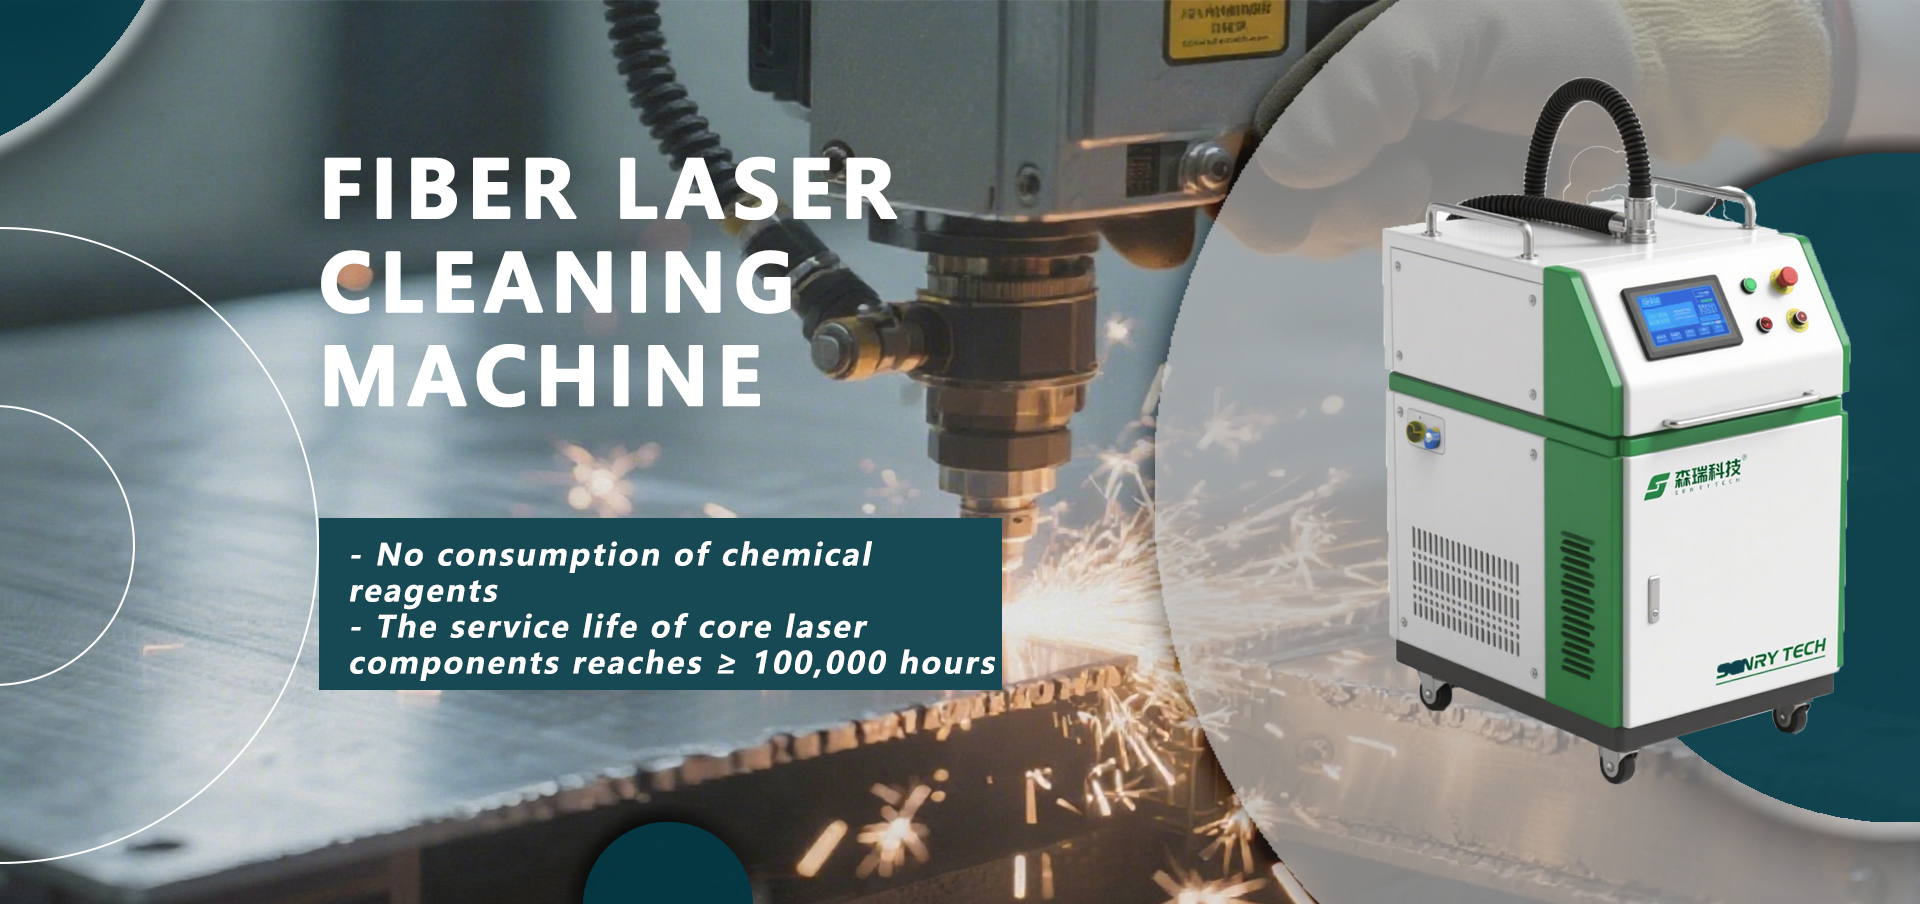 FIBER LASER
CLEANING
MACHINE
- No consumption of chemical
reagents
- The service life of core laser
components reaches ≥ 100,000 hours
森瑞科技
NRY TECH